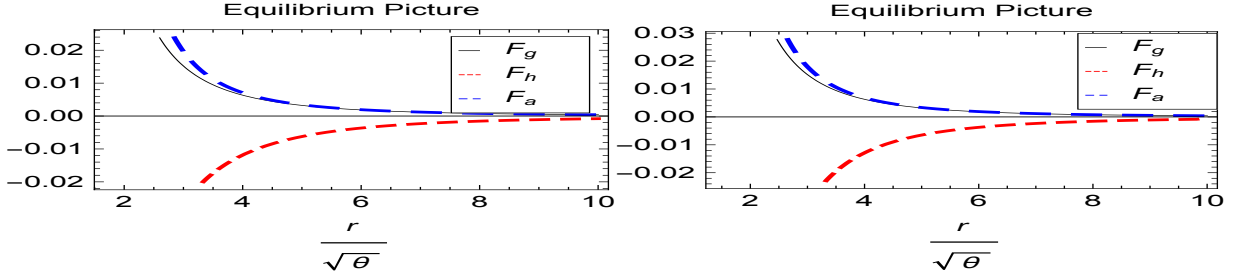 Equilibrium Picture
F_g
F_h
F_a
0.02
0.01
0.00
−0.01
−0.02
2 4 6 8 10
r
√θ
Equilibrium Picture
F_g
F_h
F_a
0.03
0.02
0.01
0.00
−0.01
−0.02
2 4 6 8 10
r
√θ